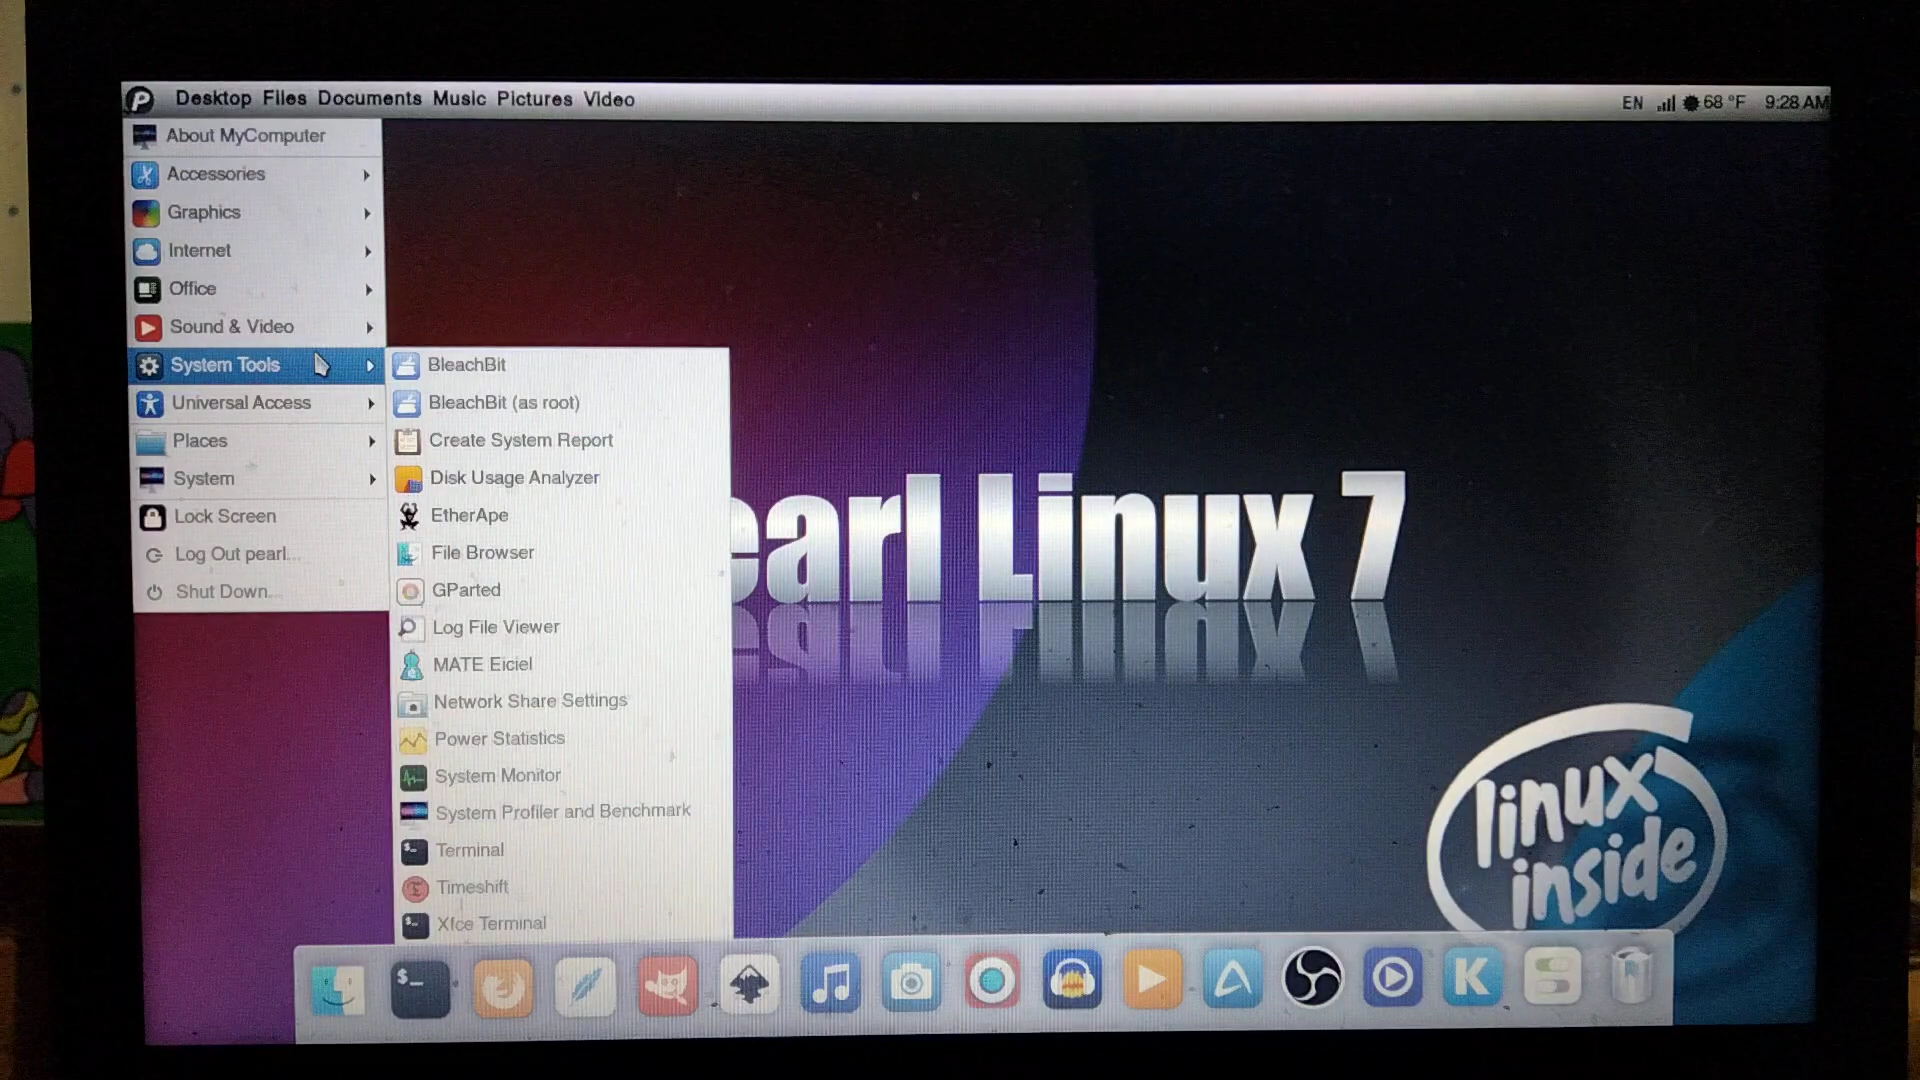 Desktop Files Documents Music Pictures Video
EN 68 °F 9:28 AM
About MyComputer
Accessories
Graphics
Internet
Office
Sound & Video
System Tools
Universal Access
Places
System
Lock Screen
Log Out pearl...
Shut Down...
BleachBit
BleachBit (as root)
Create System Report
Disk Usage Analyzer
EtherApe
File Browser
GParted
Log File Viewer
MATE Eiciel
Network Share Settings
Power Statistics
System Monitor
System Profiler and Benchmark
Terminal
Timeshift
Xfce Terminal
earl Linux 7
linux
inside